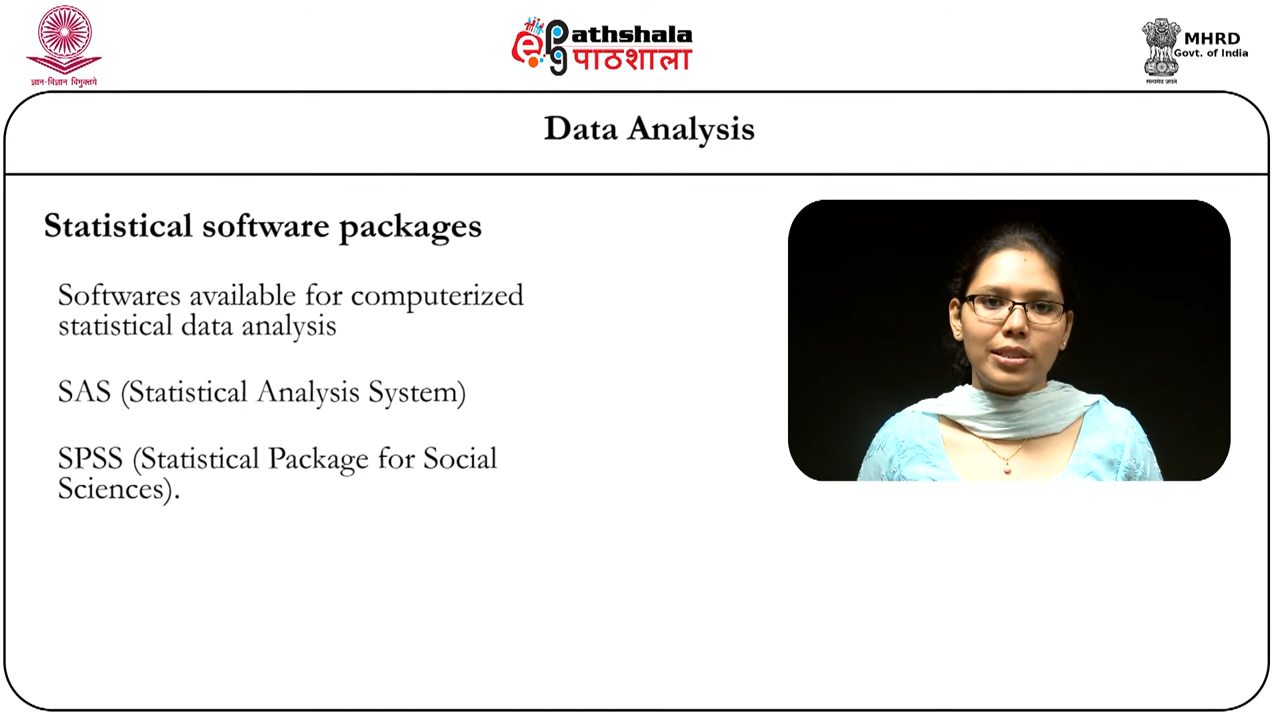 ज्ञान-विज्ञान विमुक्तये
epg Pathshala
पाठशाला
MHRD
Govt. of India
सत्यमेव जयते
Data Analysis
Statistical software packages
Softwares available for computerized
statistical data analysis
SAS (Statistical Analysis System)
SPSS (Statistical Package for Social
Sciences).